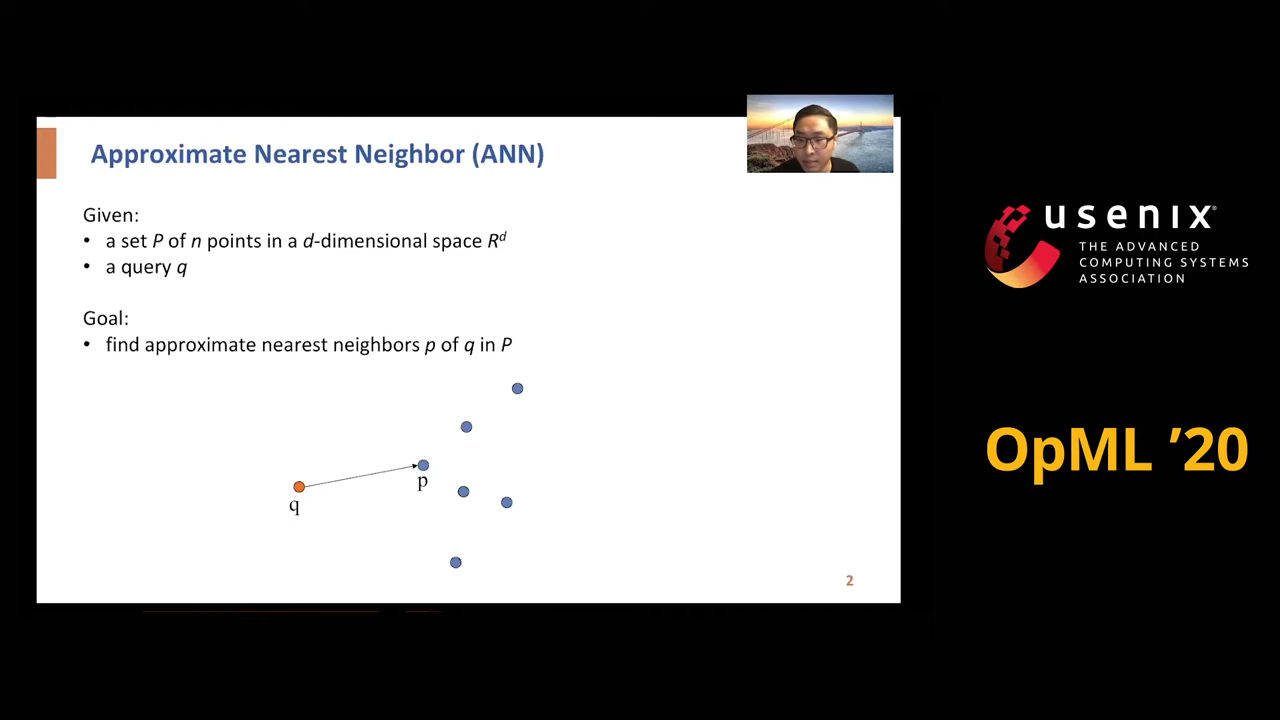 Approximate Nearest Neighbor (ANN)
Given:
• a set P of n points in a d-dimensional space Rᵈ
• a query q
Goal:
• find approximate nearest neighbors p of q in P
p
q
2
usenix®
THE ADVANCED
COMPUTING SYSTEMS
ASSOCIATION
OpML ’20